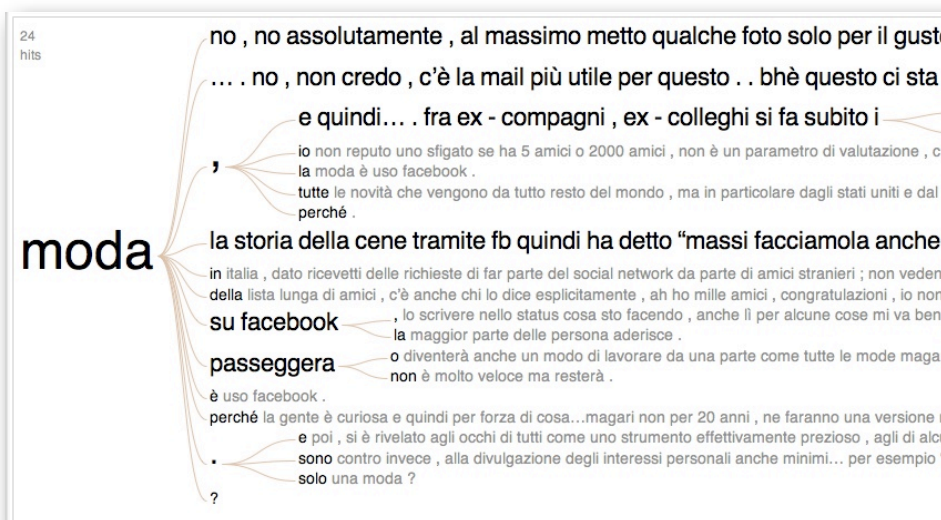 24
hits
no , no assolutamente , al massimo metto qualche foto solo per il gusto
… . no , non credo , c’è la mail più utile per questo . . bhè questo ci sta
e quindi… . fra ex - compagni , ex - colleghi si fa subito i
,
io non reputo uno sfigato se ha 5 amici o 2000 amici , non è un parametro di valutazione , c
la moda è uso facebook .
tutte le novità che vengono da tutto resto del mondo , ma in particolare dagli stati uniti e dal
perché .
moda
la storia della cene tramite fb quindi ha detto “massi facciamola anche
in italia , dato ricevetti delle richieste di far parte del social network da parte di amici stranieri ; non veden
della lista lunga di amici , c’è anche chi lo dice esplicitamente , ah ho mille amici , congratulazioni , io non
su facebook
, lo scrivere nello status cosa sto facendo , anche lì per alcune cose mi va ben
la maggior parte delle persona aderisce .
passeggera
o diventerà anche un modo di lavorare da una parte come tutte le mode maga
non è molto veloce ma resterà .
è uso facebook .
perché la gente è curiosa e quindi per forza di cosa…magari non per 20 anni , ne faranno una versione
.
e poi , si è rivelato agli occhi di tutti come uno strumento effettivamente prezioso , agli di alcu
sono contro invece , alla divulgazione degli interessi personali anche minimi… per esempio
solo una moda ?
?